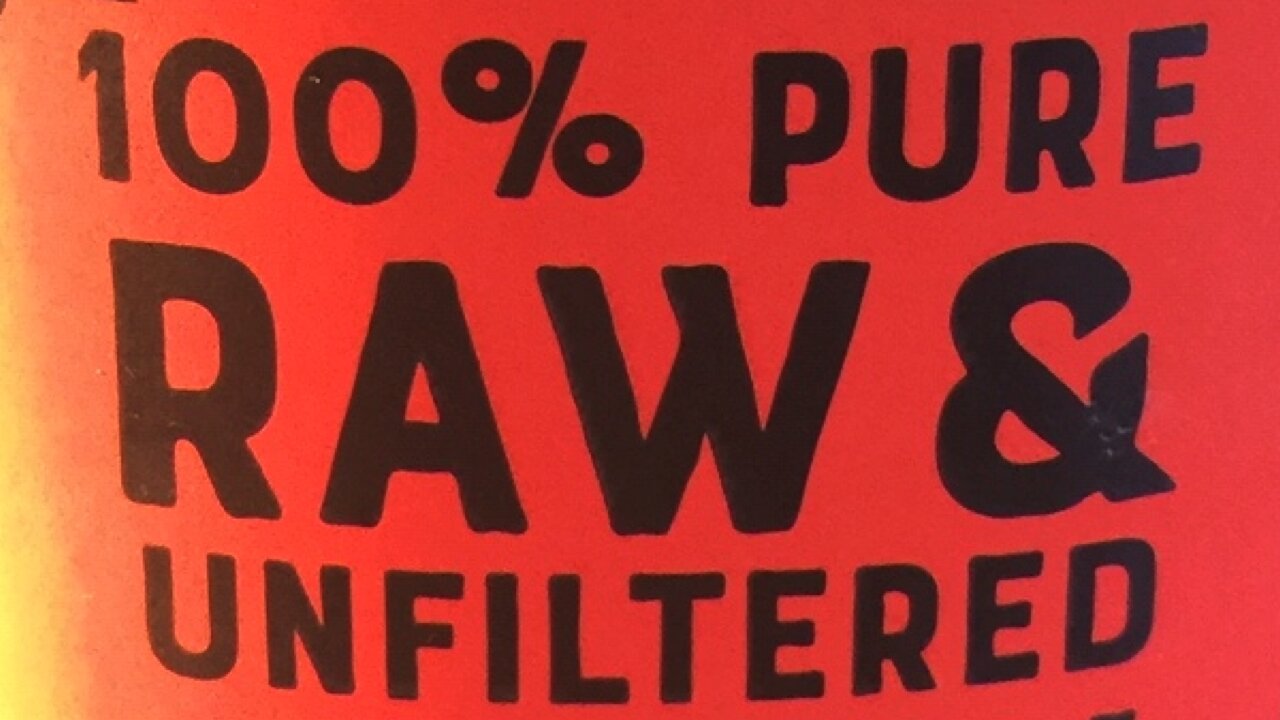 100% PURE
RAW &
UNFILTERED